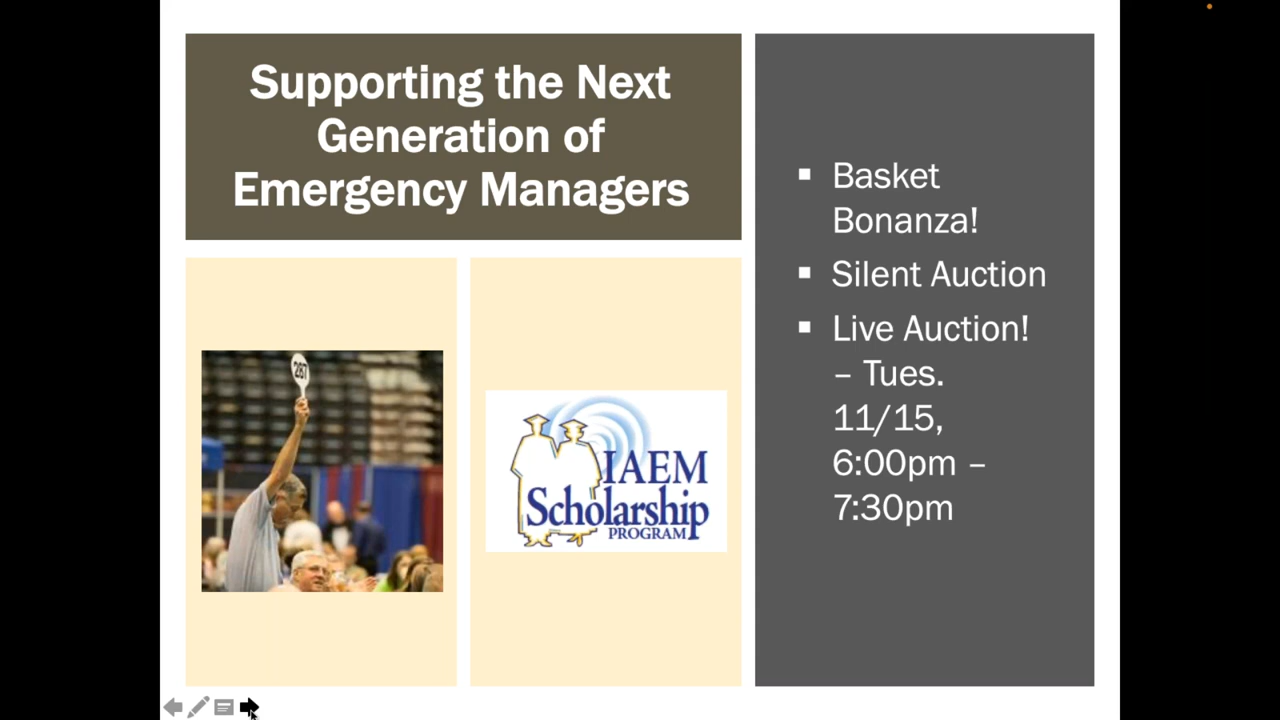 Supporting the Next
Generation of
Emergency Managers
287
IAEM
Scholarship
PROGRAM
▪ Basket
Bonanza!
▪ Silent Auction
▪ Live Auction!
– Tues.
11/15,
6:00pm –
7:30pm